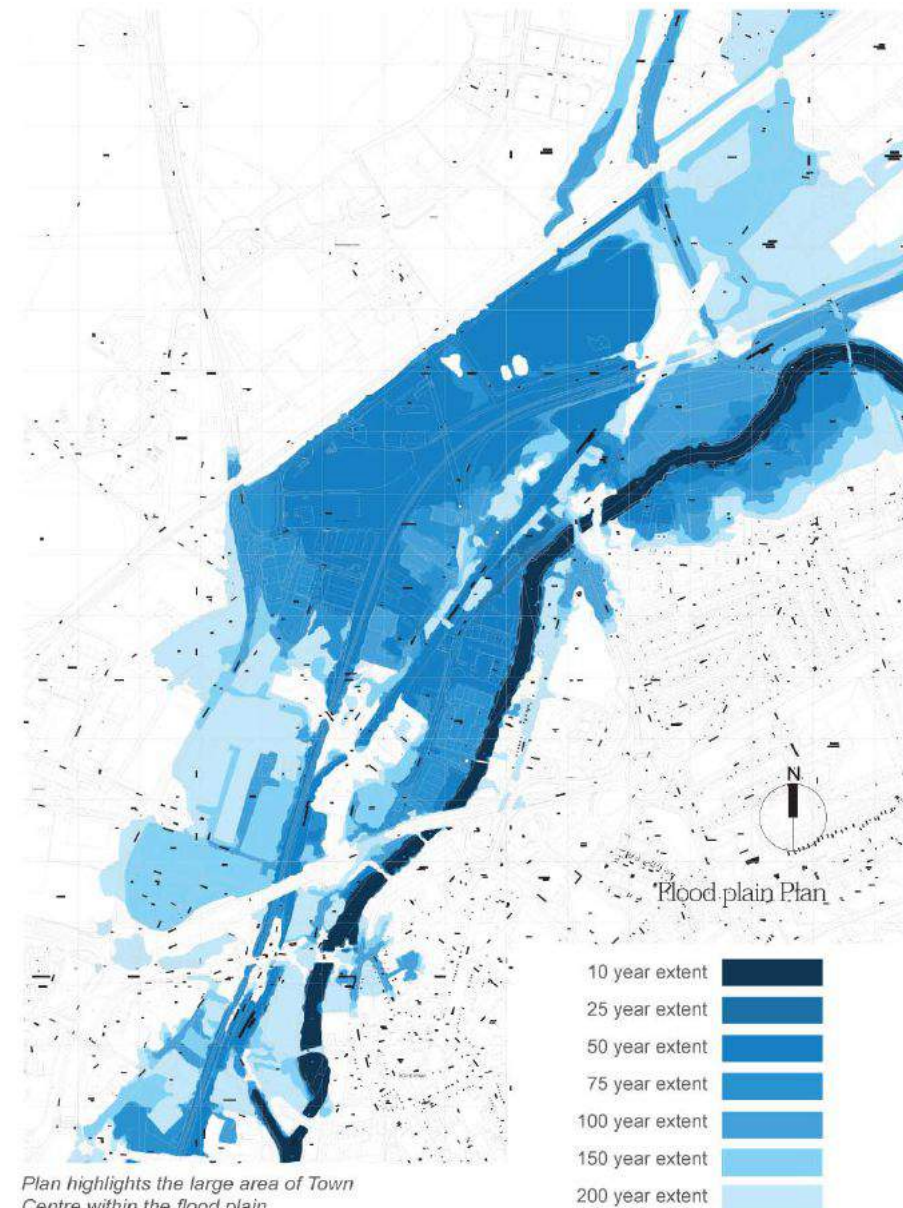 N
Flood plain Plan
10 year extent
25 year extent
50 year extent
75 year extent
100 year extent
150 year extent
200 year extent
Plan highlights the large area of Town
Centre within the flood plain